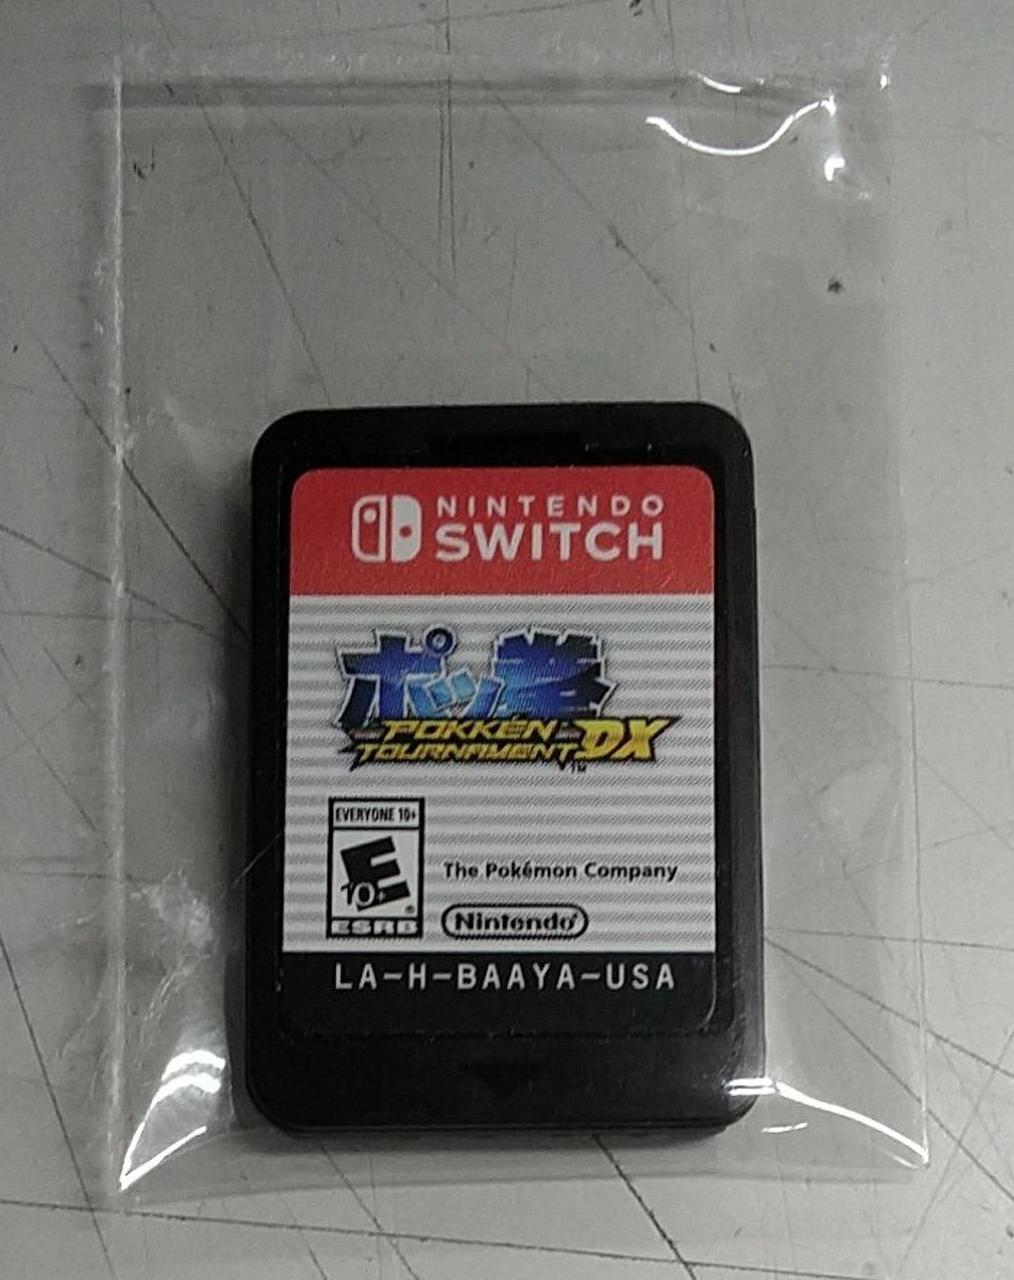 NINTENDO
SWITCH
ポッ拳
POKKÉN
TOURNAMENT DX
TM
EVERYONE 10+
E
10+
®
ESRB
The Pokémon Company
Nintendo®
LA-H-BAAYA-USA